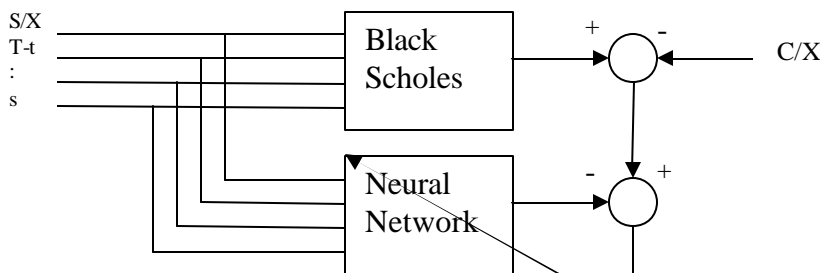 S/X
T-t
:
s
Black
Scholes
+
-
C/X
Neural
Network
-
+